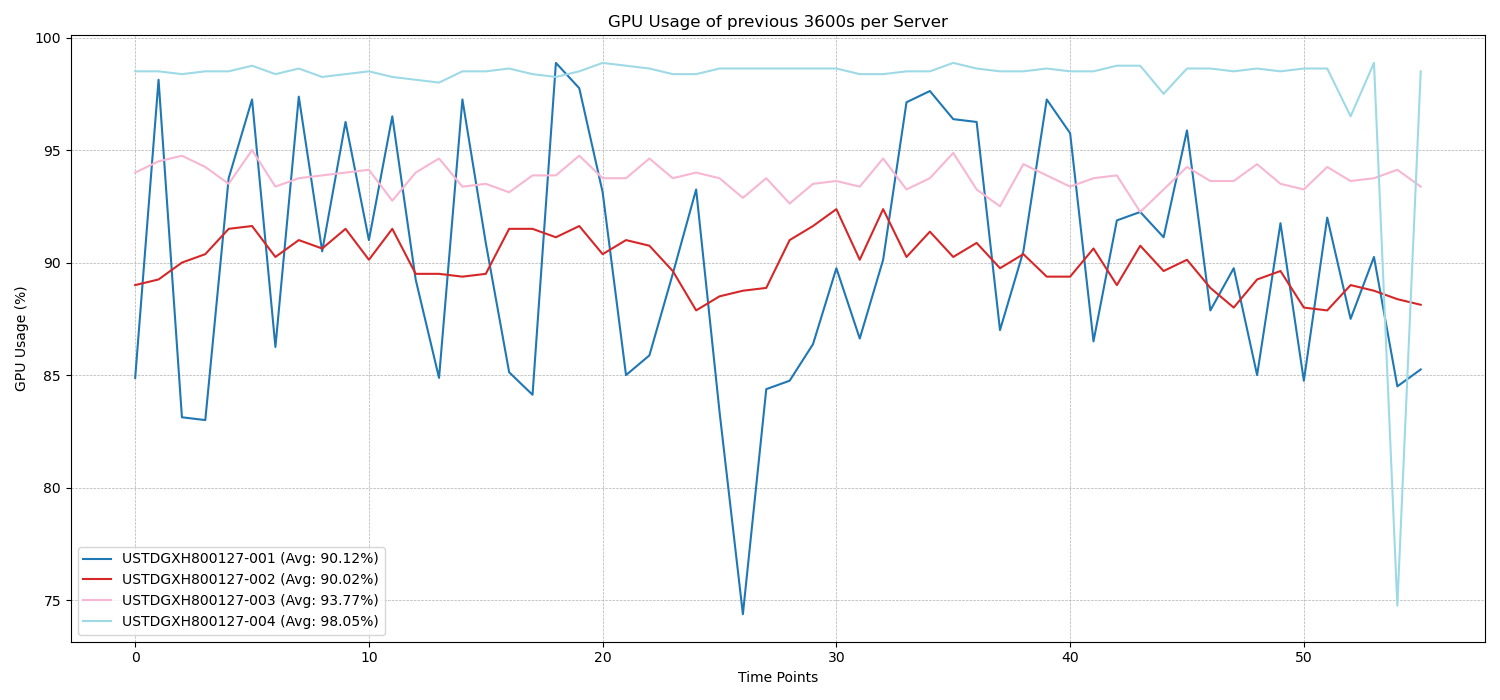 GPU Usage of previous 3600s per Server
GPU Usage (%)
100
95
90
85
80
75
USTDGXH800127-001 (Avg: 90.12%)
USTDGXH800127-002 (Avg: 90.02%)
USTDGXH800127-003 (Avg: 93.77%)
USTDGXH800127-004 (Avg: 98.05%)
0 10 20 30 40 50
Time Points